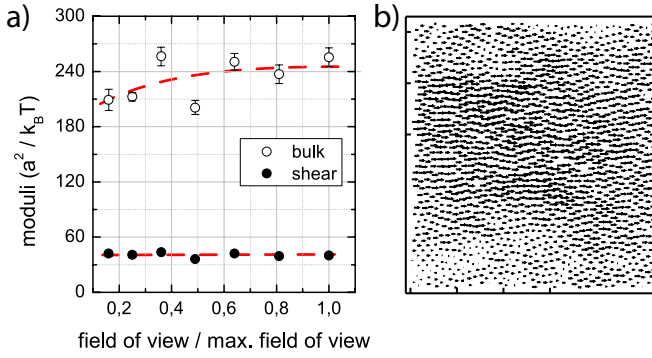 a)
b)
300
240
180
120
60
0
moduli (a² / k_BT)
bulk
shear
0,2 0,4 0,6 0,8 1,0
field of view / max. field of view